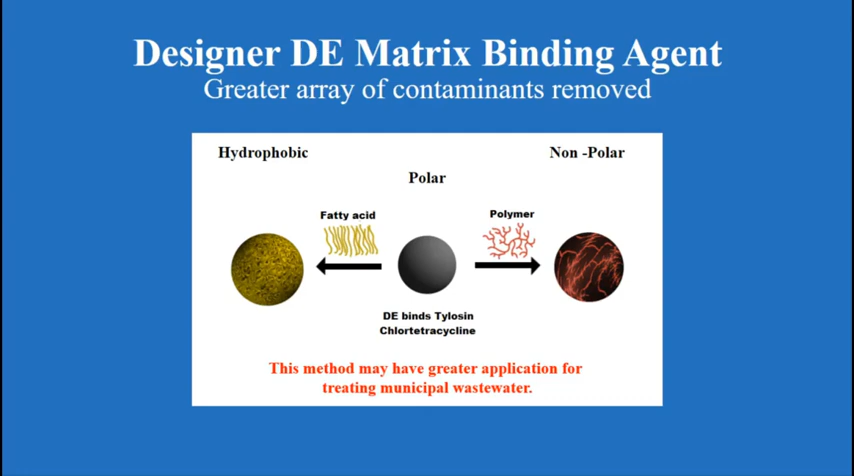 Designer DE Matrix Binding Agent
Greater array of contaminants removed
Hydrophobic
Non -Polar
Polar
Fatty acid
Polymer
DE binds Tylosin
Chlortetracycline
This method may have greater application for
treating municipal wastewater.